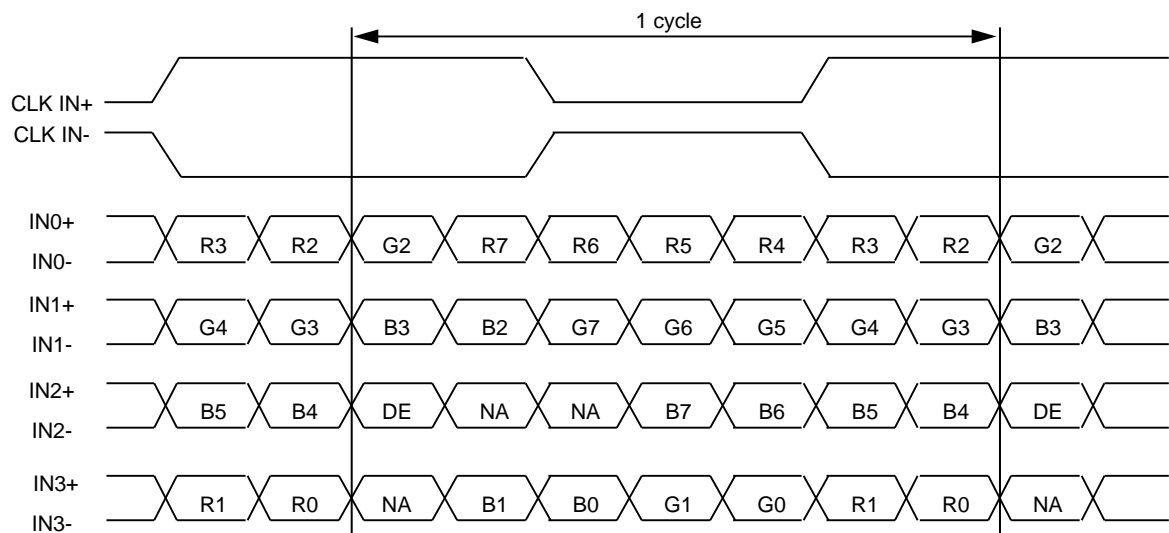 1 cycle
CLK IN+
CLK IN-
IN0+
R3 R2 G2 R7 R6 R5 R4 R3 R2 G2
IN0-
IN1+
G4 G3 B3 B2 G7 G6 G5 G4 G3 B3
IN1-
IN2+
B5 B4 DE NA NA B7 B6 B5 B4 DE
IN2-
IN3+
R1 R0 NA B1 B0 G1 G0 R1 R0 NA
IN3-